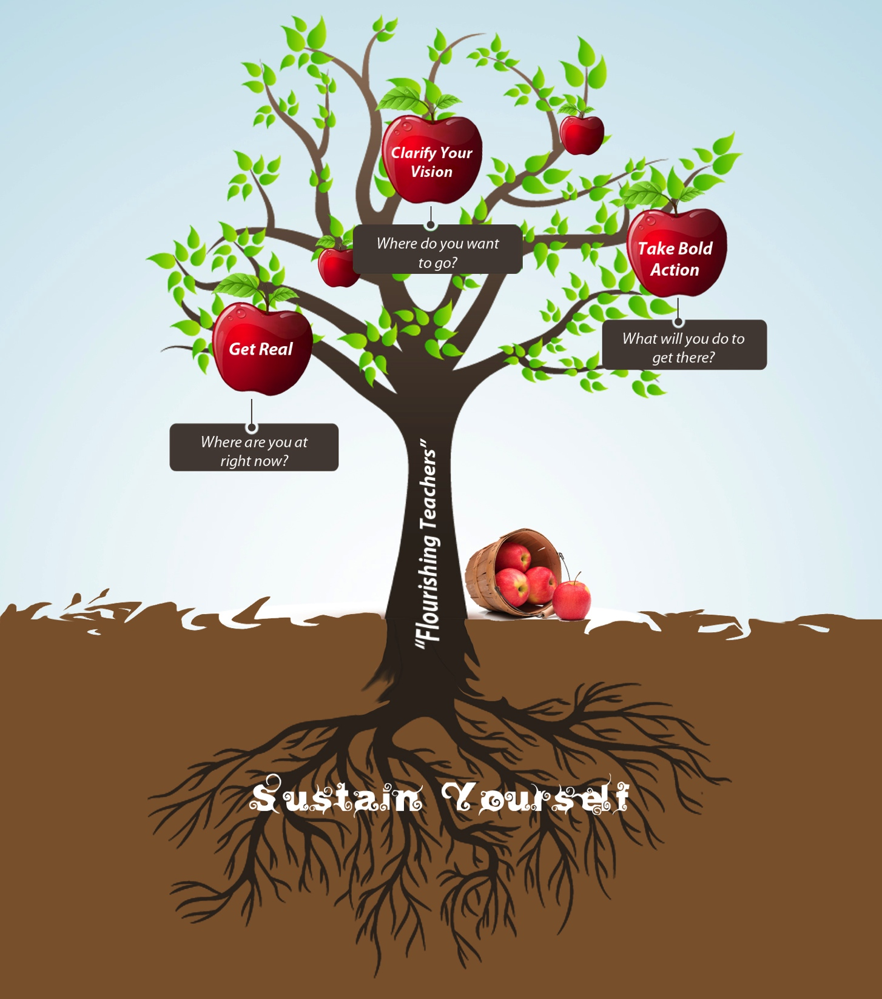 Clarify Your
Vision
Where do you want
to go?
Take Bold
Action
What will you do to
get there?
Get Real
Where are you at
right now?
“Flourishing Teachers”
Sustain Yourself